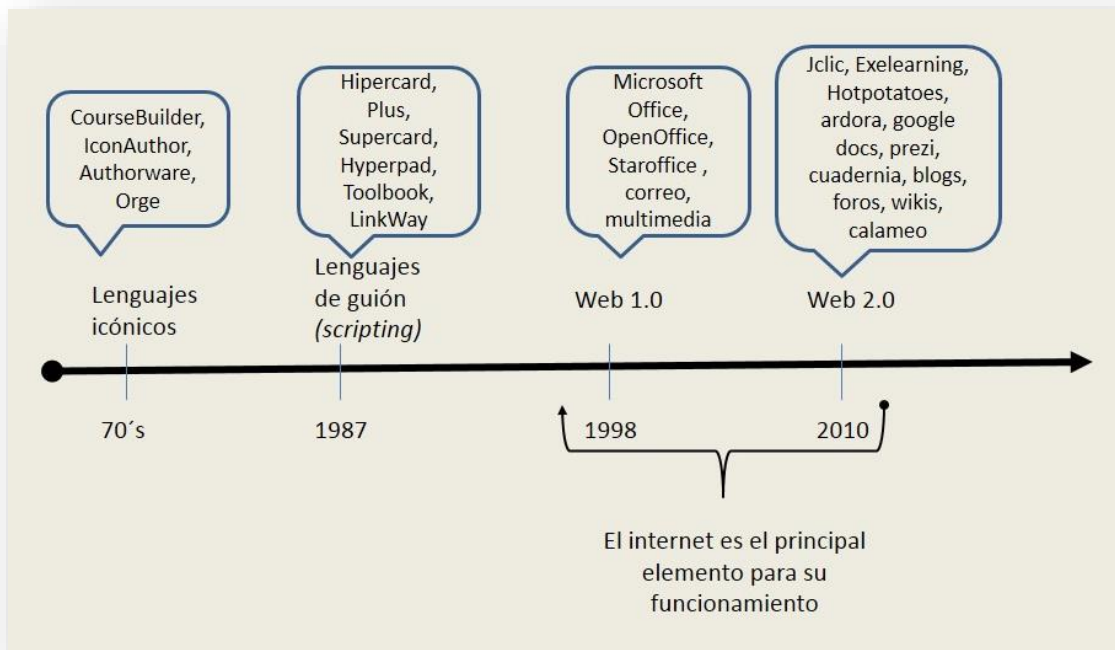 CourseBuilder,
IconAuthor,
Authorware,
Orge
Hipercard,
Plus,
Supercard,
Hyperpad,
Toolbook,
LinkWay
Microsoft
Office,
OpenOffice,
Staroffice ,
correo,
multimedia
Jclic, Exelearning,
Hotpotatoes,
ardora, google
docs, prezi,
cuadernia, blogs,
foros, wikis,
calameo
Lenguajes
icónicos
Lenguajes
de guión
(scripting)
Web 1.0
Web 2.0
70´s
1987
1998
2010
El internet es el principal
elemento para su
funcionamiento